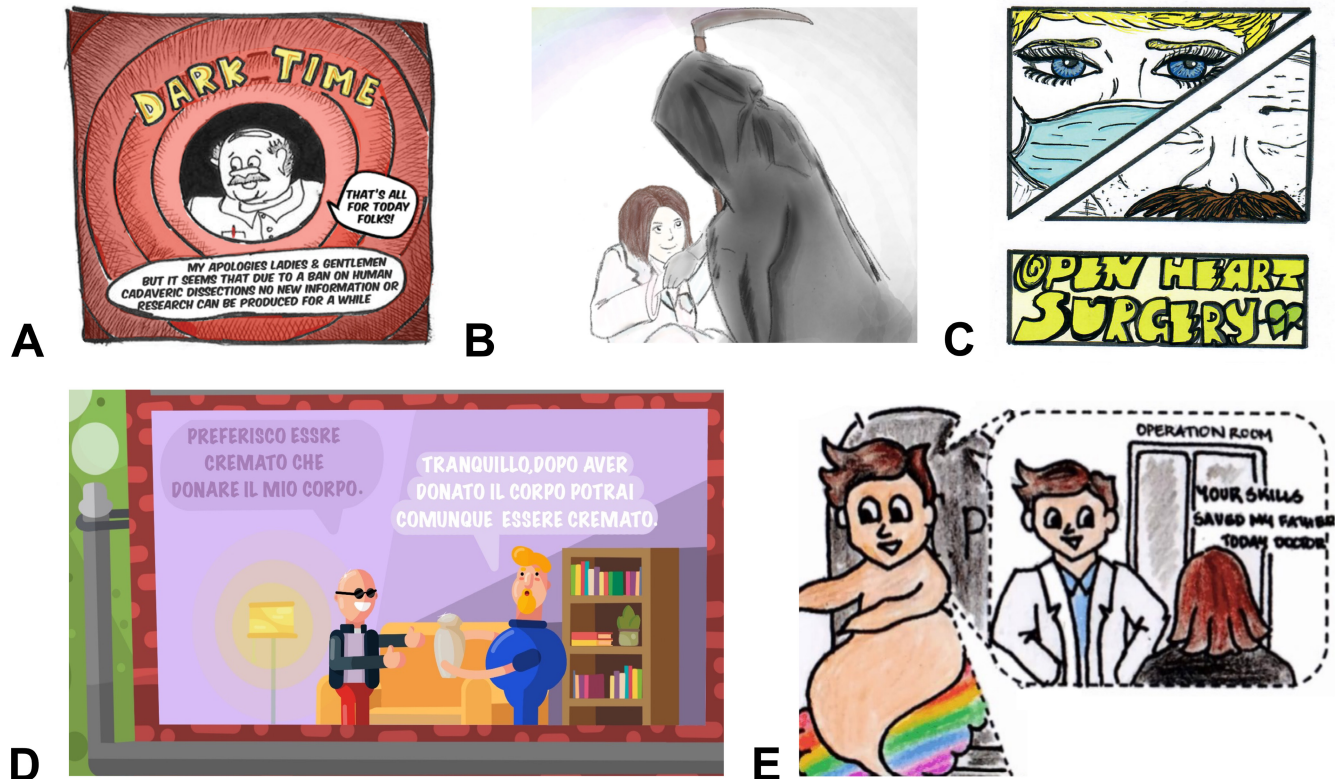 DARK TIME
THAT'S ALL
FOR TODAY
FOLKS!
MY APOLOGIES LADIES & GENTLEMEN
BUT IT SEEMS THAT DUE TO A BAN ON HUMAN
CADAVERIC DISSECTIONS NO NEW INFORMATION OR
RESEARCH CAN BE PRODUCED FOR A WHILE
A
B
OPEN HEART
SURGERY
C
PREFERISCO ESSRE
CREMATO CHE
DONARE IL MIO CORPO.
TRANQUILLO,DOPO AVER
DONATO IL CORPO POTRAI
COMUNQUE ESSERE CREMATO.
D
P
OPERATION ROOM
YOUR SKILLS
SAVED MY FATHER
TODAY DOCTOR!
E